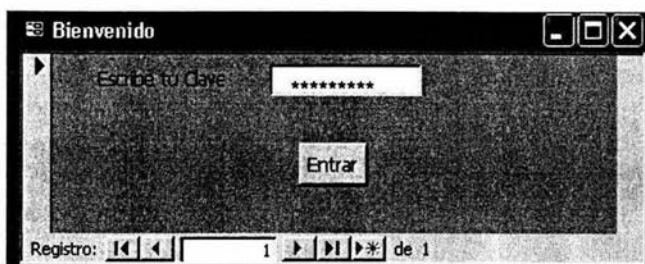 Bienvenido
Escribe tu Clave *********
Entrar
Registro: 1 de 1